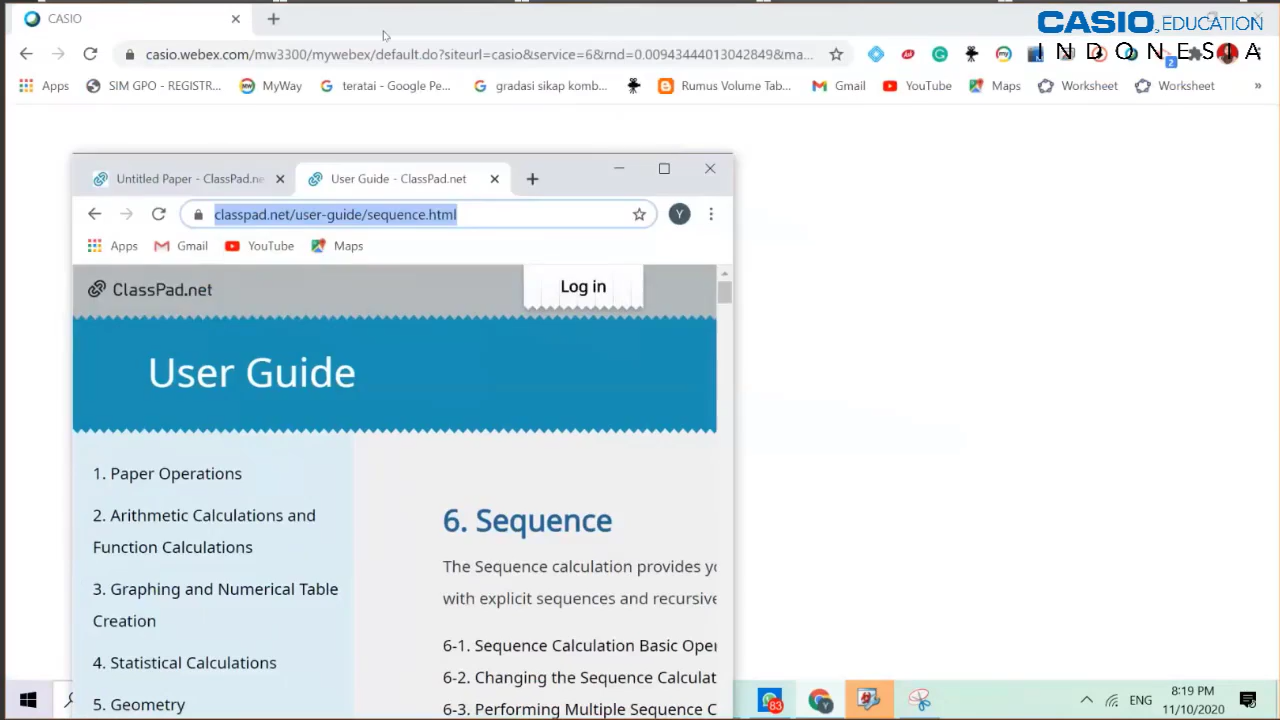 CASIO
CASIO EDUCATION
INDONESIA
casio.webex.com/mw3300/mywebex/default.do?siteurl=casio&service=6&rnd=0.00943444013042849&ma...
2
Apps
SIM GPO - REGISTR...
MyWay
teratai - Google Pe...
gradasi sikap komb...
Rumus Volume Tab...
Gmail
YouTube
Maps
Worksheet
Worksheet
»
Untitled Paper - ClassPad.ne
User Guide - ClassPad.net
classpad.net/user-guide/sequence.html
Y
Apps
Gmail
YouTube
Maps
ClassPad.net
Log in
User Guide
1. Paper Operations
2. Arithmetic Calculations and
Function Calculations
3. Graphing and Numerical Table
Creation
4. Statistical Calculations
5. Geometry
6. Sequence
The Sequence calculation provides yo
with explicit sequences and recursive
6-1. Sequence Calculation Basic Oper
6-2. Changing the Sequence Calculat
6-3. Performing Multiple Sequence C
83
ENG
8:19 PM
11/10/2020